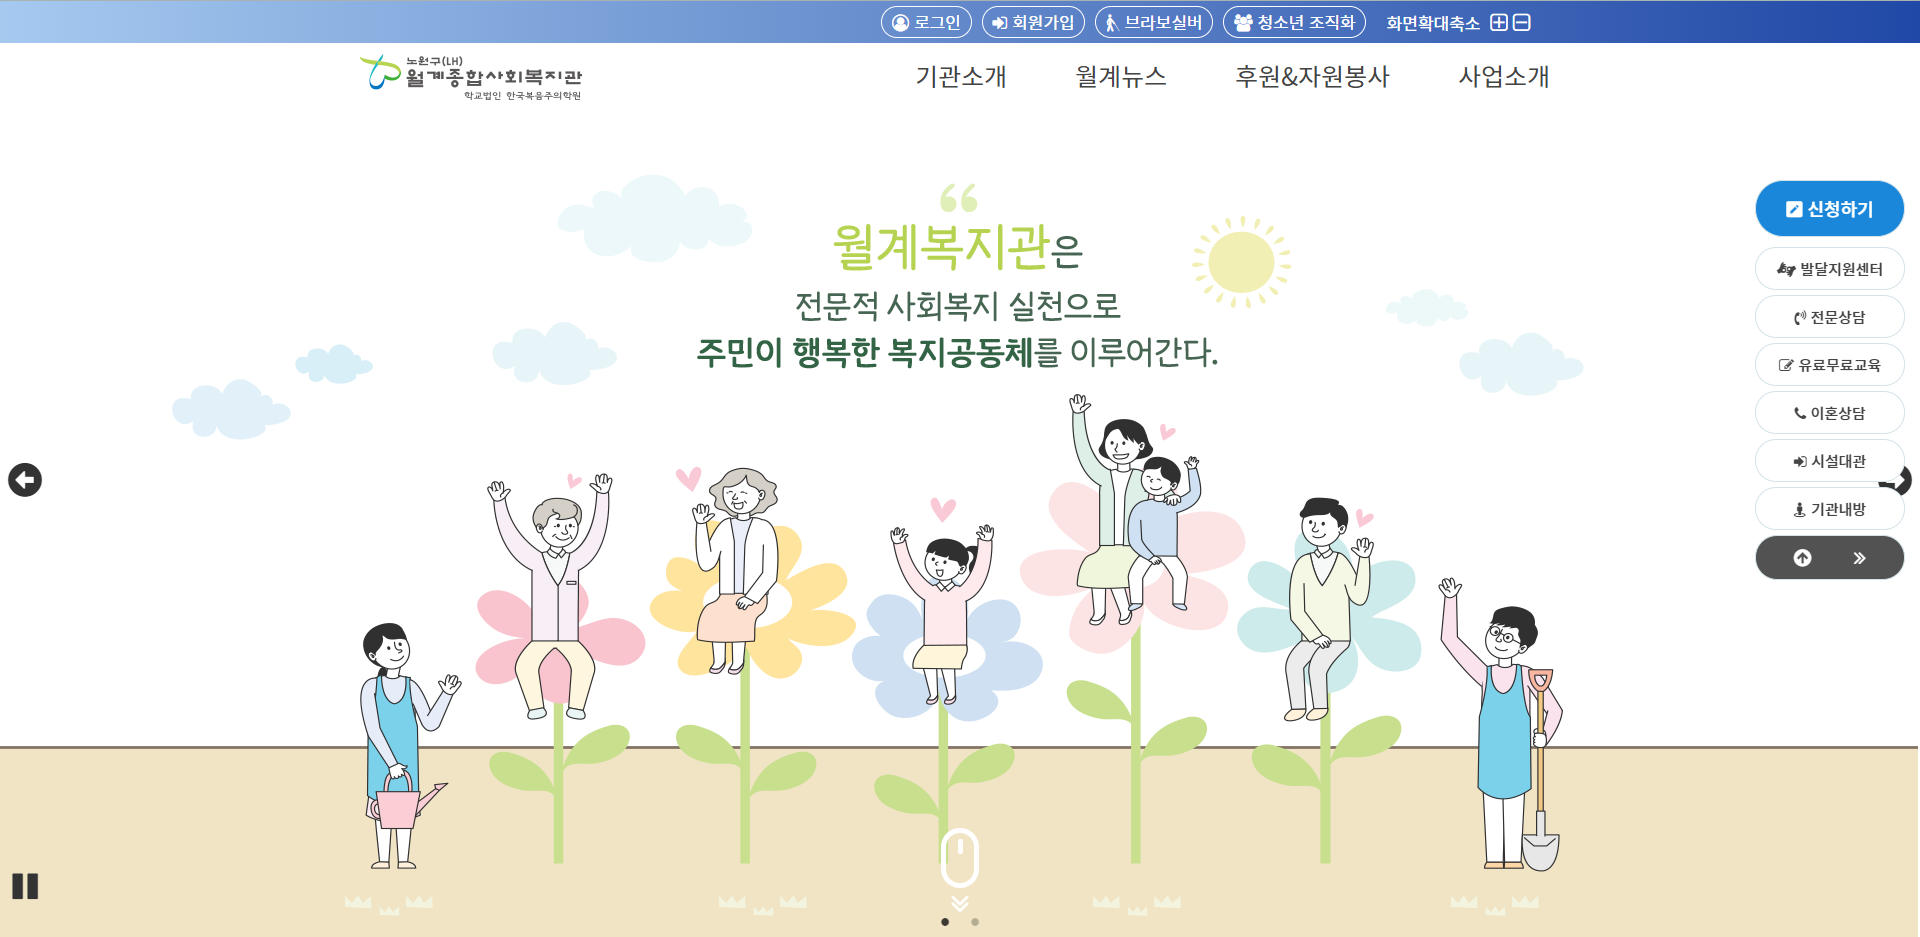 로그인
회원가입
브라보실버
청소년 조직화
화면확대축소
노원구(LH)
월계종합사회복지관
학교법인 한국복음주의학원
기관소개
월계뉴스
후원&자원봉사
사업소개
“
월계복지관은
전문적 사회복지 실천으로
주민이 행복한 복지공동체를 이루어간다.
신청하기
발달지원센터
전문상담
유료무료교육
이혼상담
시설대관
기관내방